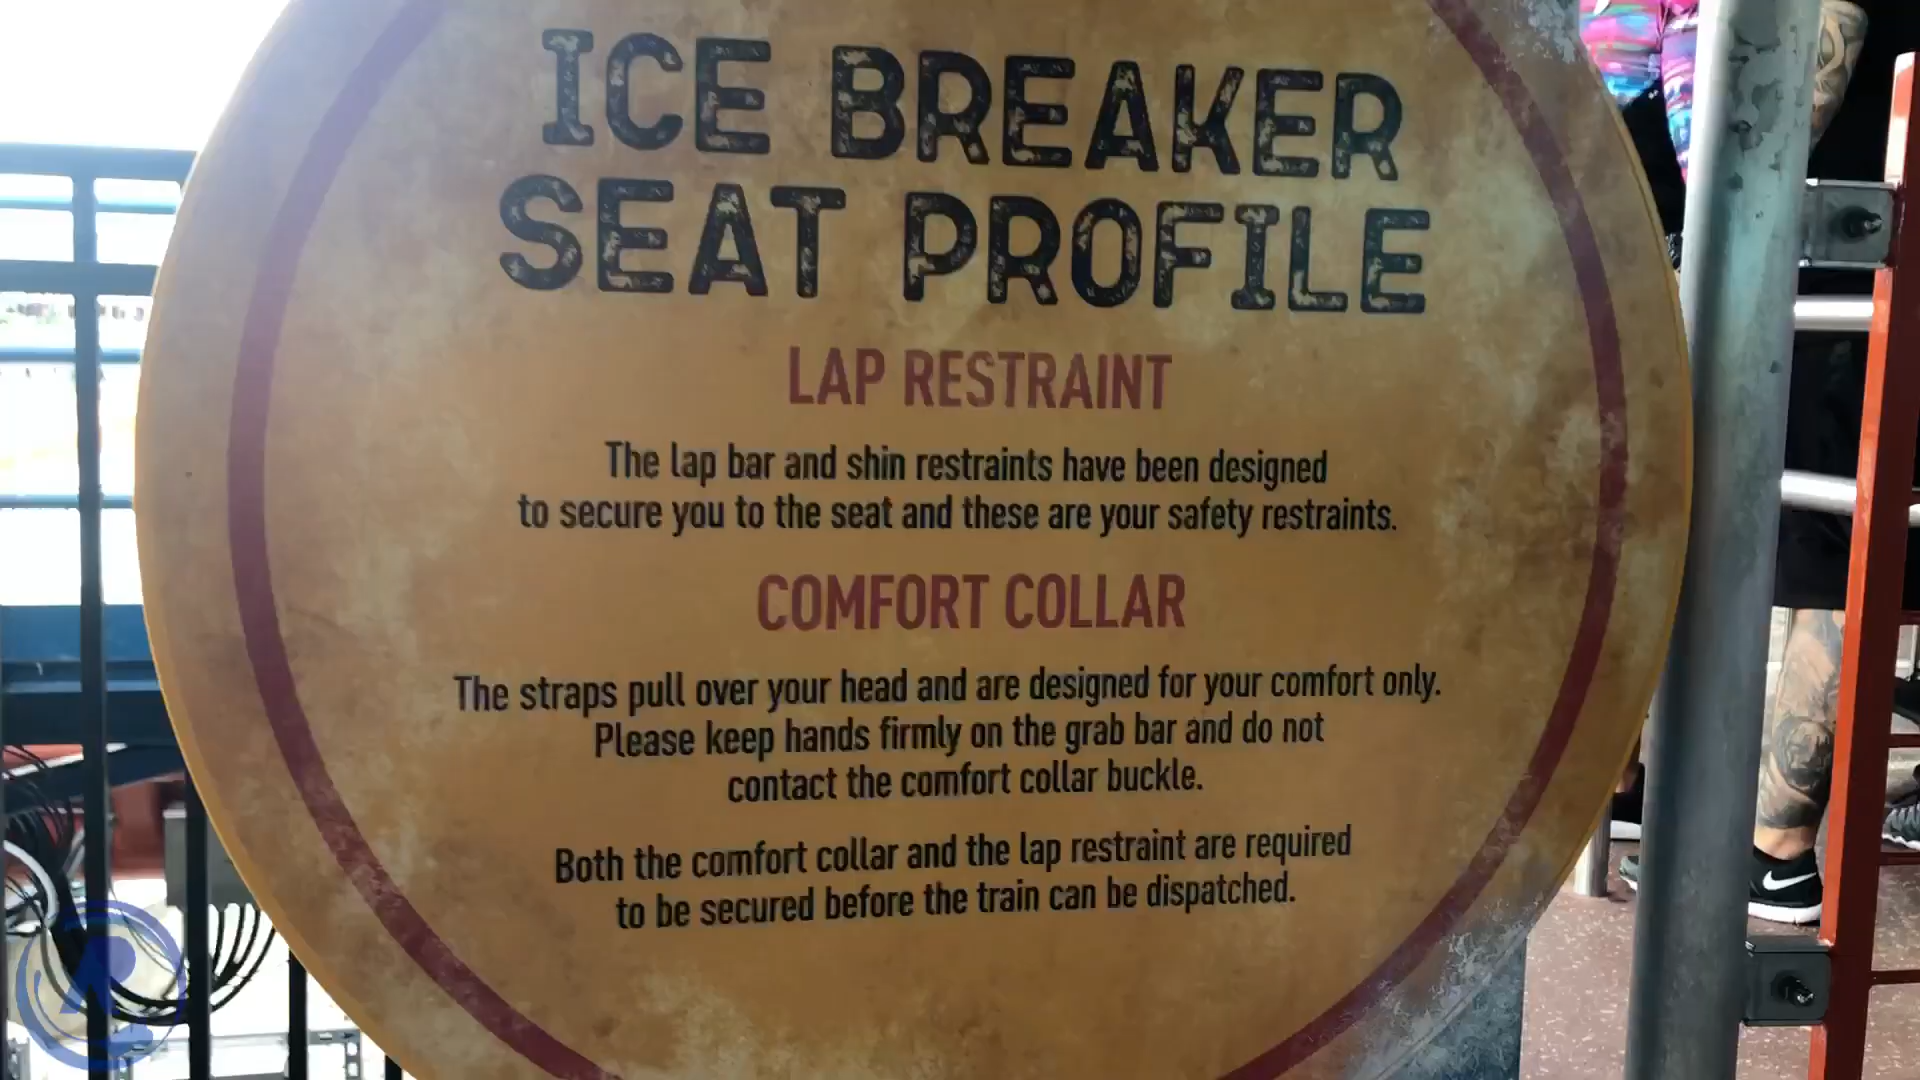 ICE BREAKER
SEAT PROFILE
LAP RESTRAINT
The lap bar and shin restraints have been designed
to secure you to the seat and these are your safety restraints.
COMFORT COLLAR
The straps pull over your head and are designed for your comfort only.
Please keep hands firmly on the grab bar and do not
contact the comfort collar buckle.
Both the comfort collar and the lap restraint are required
to be secured before the train can be dispatched.